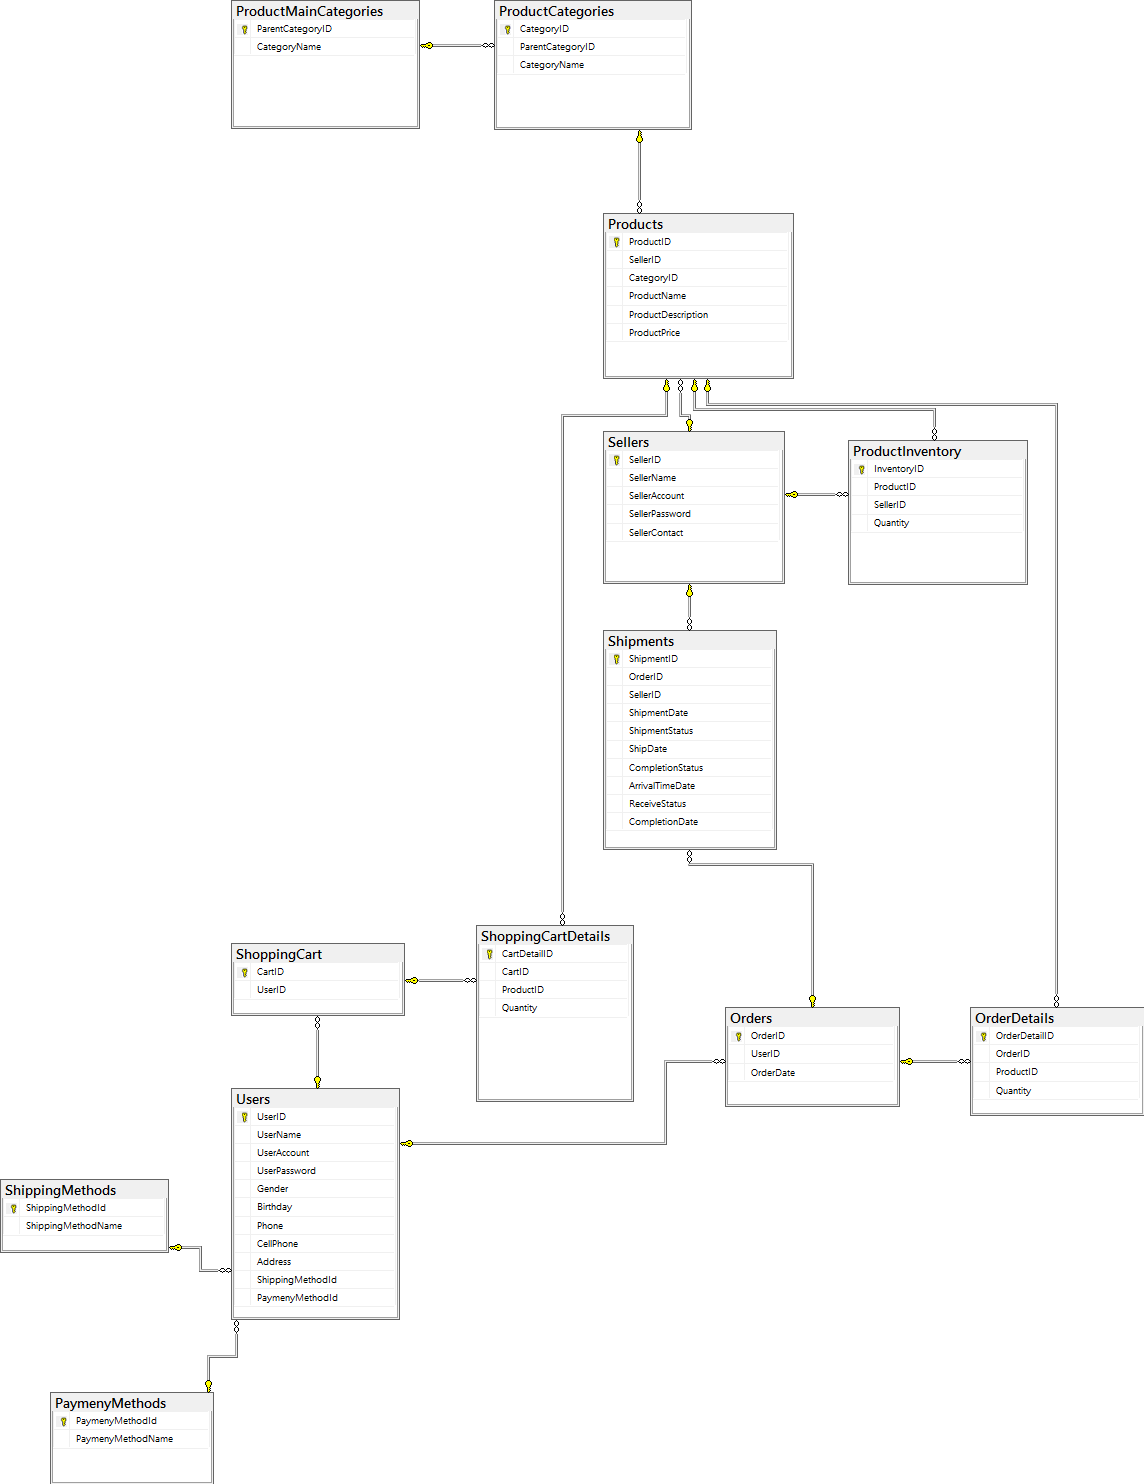 ProductMainCategories
ParentCategoryID
CategoryName
ProductCategories
CategoryID
ParentCategoryID
CategoryName
Products
ProductID
SellerID
CategoryID
ProductName
ProductDescription
ProductPrice
Sellers
SellerID
SellerName
SellerAccount
SellerPassword
SellerContact
ProductInventory
InventoryID
ProductID
SellerID
Quantity
Shipments
ShipmentID
OrderID
SellerID
ShipmentDate
ShipmentStatus
ShipDate
CompletionStatus
ArrivalTimeDate
ReceiveStatus
CompletionDate
ShoppingCart
CartID
UserID
ShoppingCartDetails
CartDetailID
CartID
ProductID
Quantity
Orders
OrderID
UserID
OrderDate
OrderDetails
OrderDetailID
OrderID
ProductID
Quantity
Users
UserID
UserName
UserAccount
UserPassword
Gender
Birthday
Phone
CellPhone
Address
ShippingMethodId
PaymenyMethodId
ShippingMethods
ShippingMethodId
ShippingMethodName
PaymenyMethods
PaymenyMethodId
PaymenyMethodName